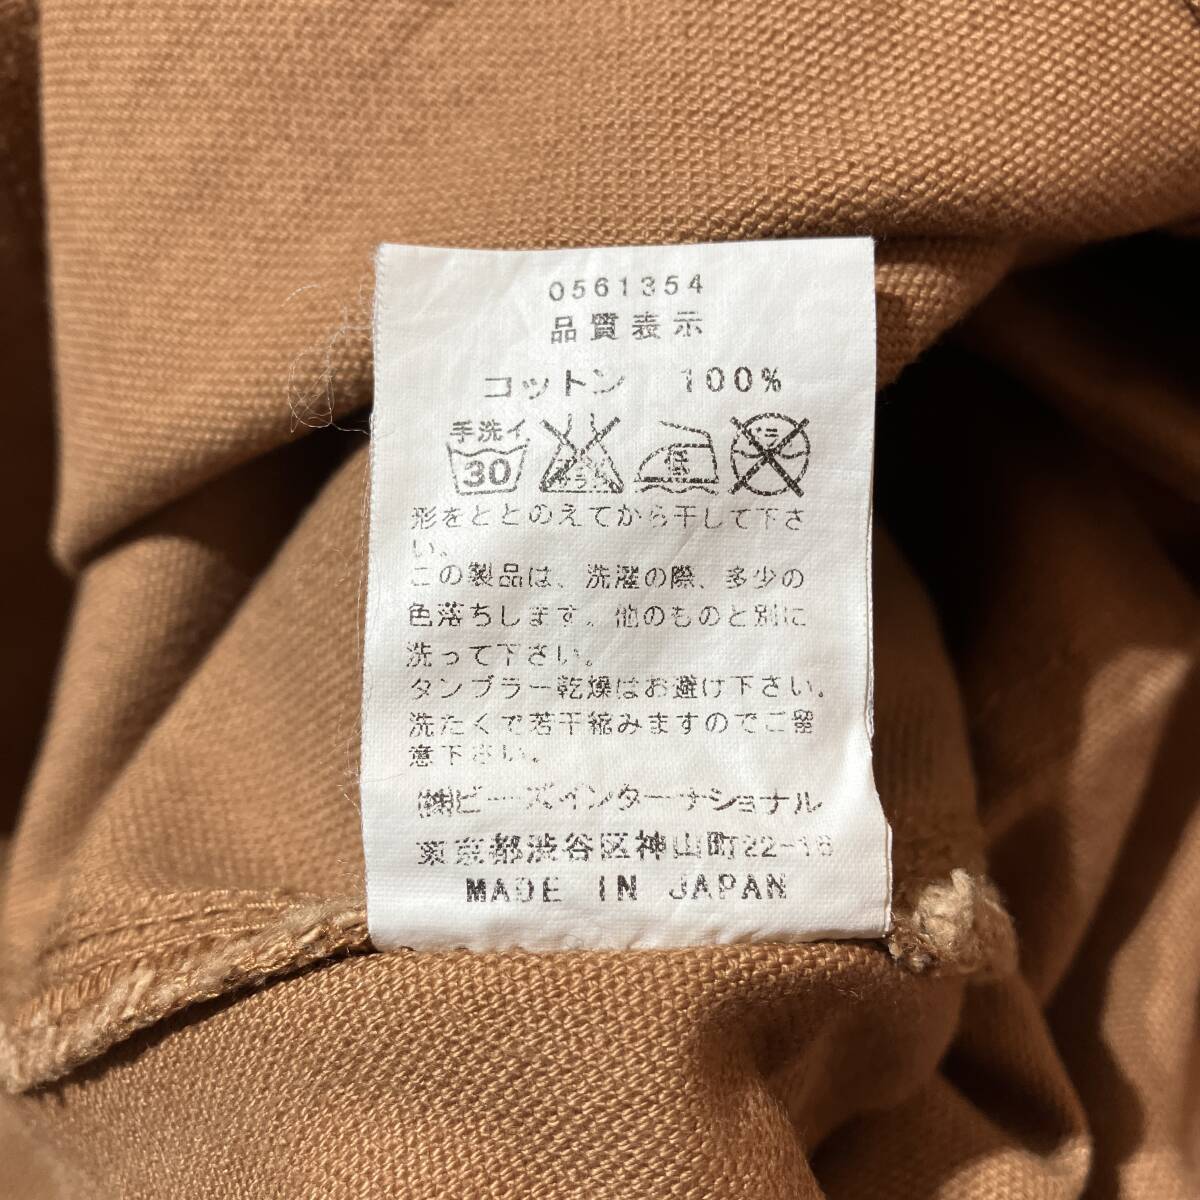 0561354
品質表示
コットン 100%
手洗イ
30
低
形をととのえてから干して下さ
い。
この製品は、洗濯の際、多少の
色落ちします。他のものと別に
洗って下さい。
タンブラー乾燥はお避け下さい。
洗たくで若干縮みますのでご留
意下さい。
㈱ビーズインターナショナル
東京都渋谷区神山町22-16
MADE IN JAPAN